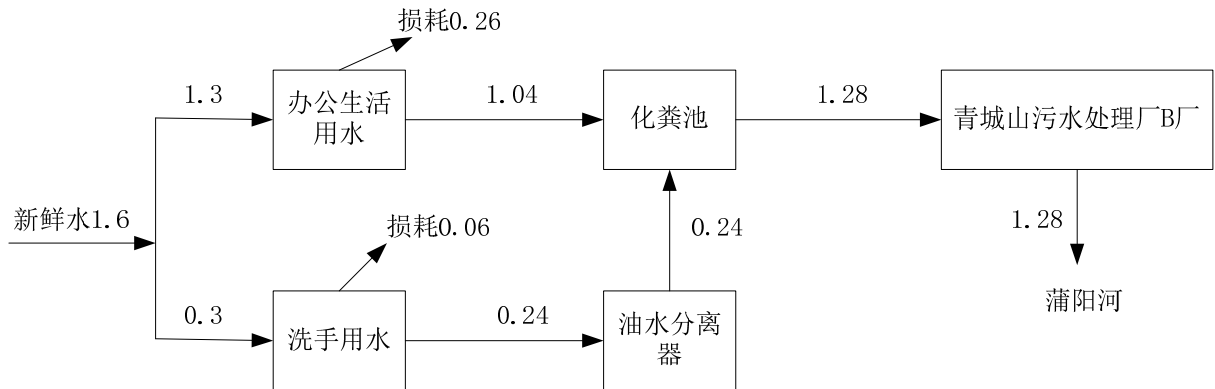 损耗0.26
1.3
办公生活
用水
1.04
化粪池
1.28
青城山污水处理厂B厂
新鲜水1.6
损耗0.06
0.24
1.28
蒲阳河
0.3
洗手用水
0.24
油水分离
器